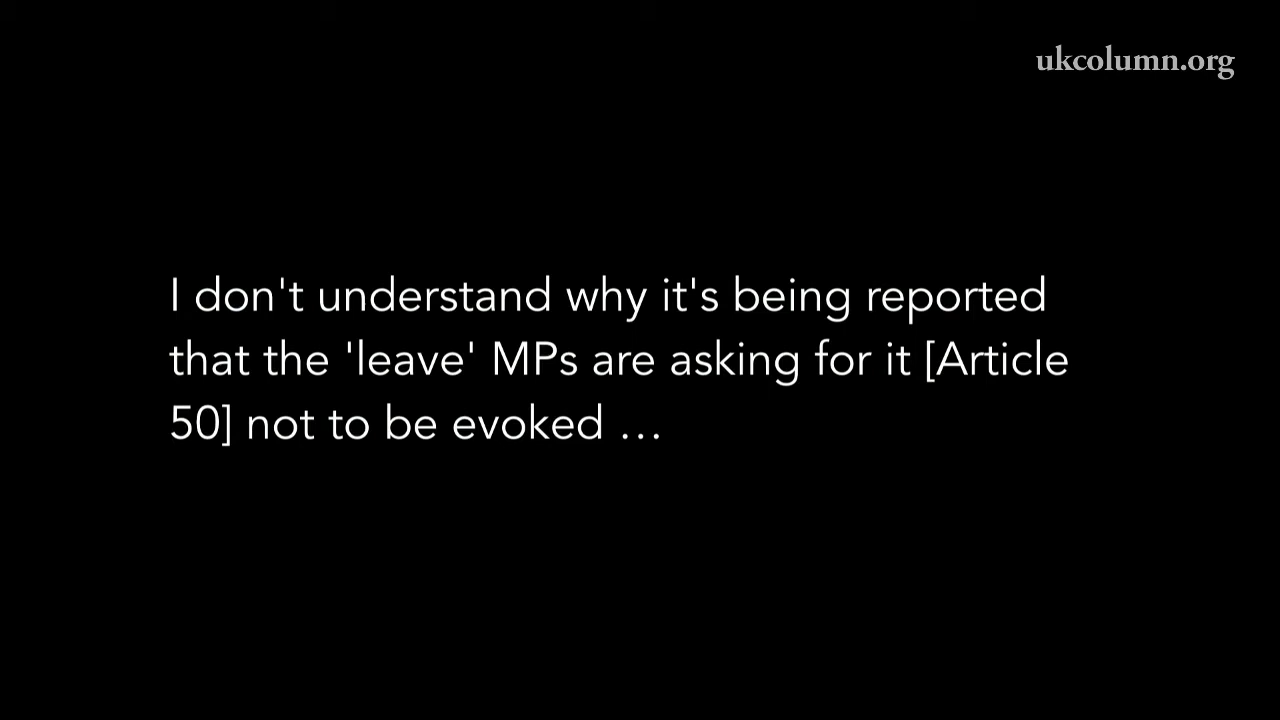 ukcolumn.org
I don't understand why it's being reported
that the 'leave' MPs are asking for it [Article
50] not to be evoked …